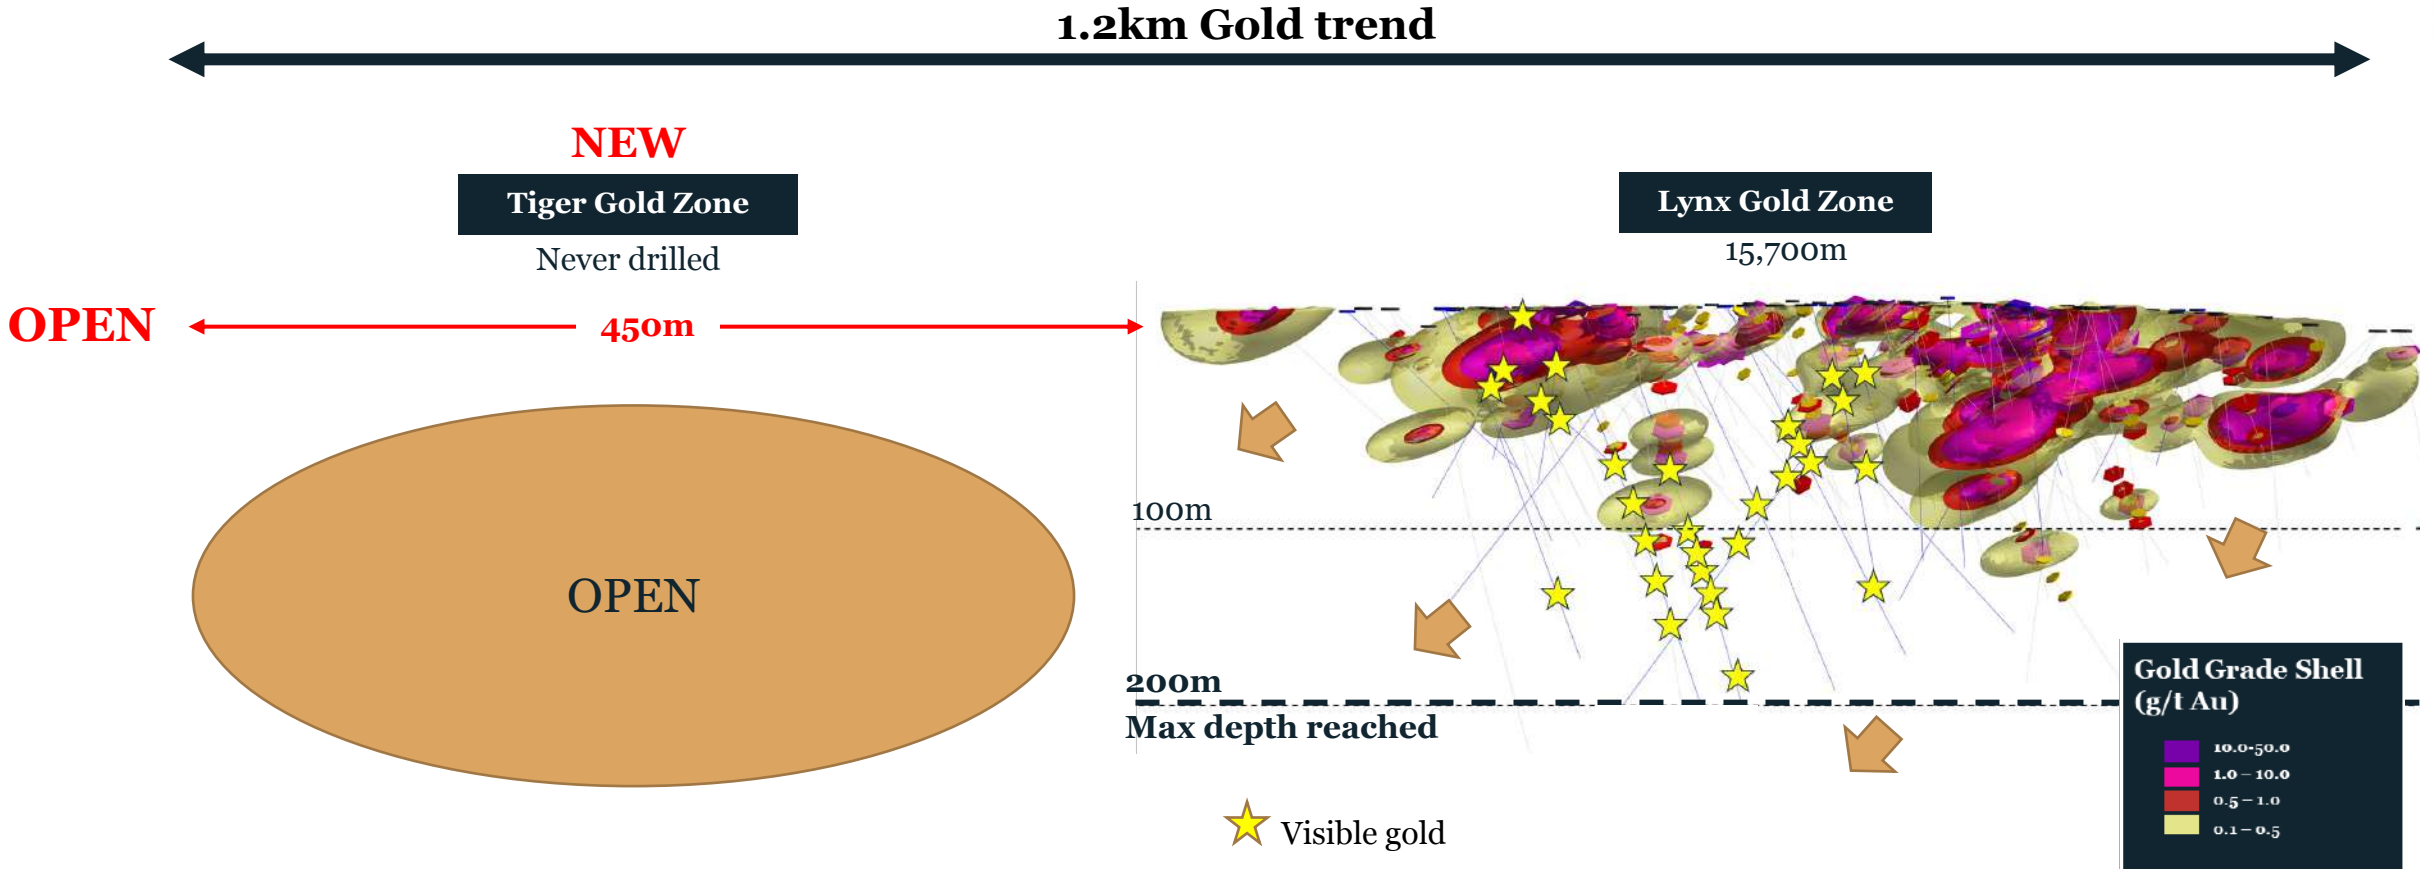 1.2km Gold trend
NEW
Tiger Gold Zone
Never drilled
OPEN
450m
OPEN
Lynx Gold Zone
15,700m
100m
200m
Max depth reached
Visible gold
Gold Grade Shell
(g/t Au)
10.0-50.0
1.0 – 10.0
0.5 – 1.0
0.1 – 0.5